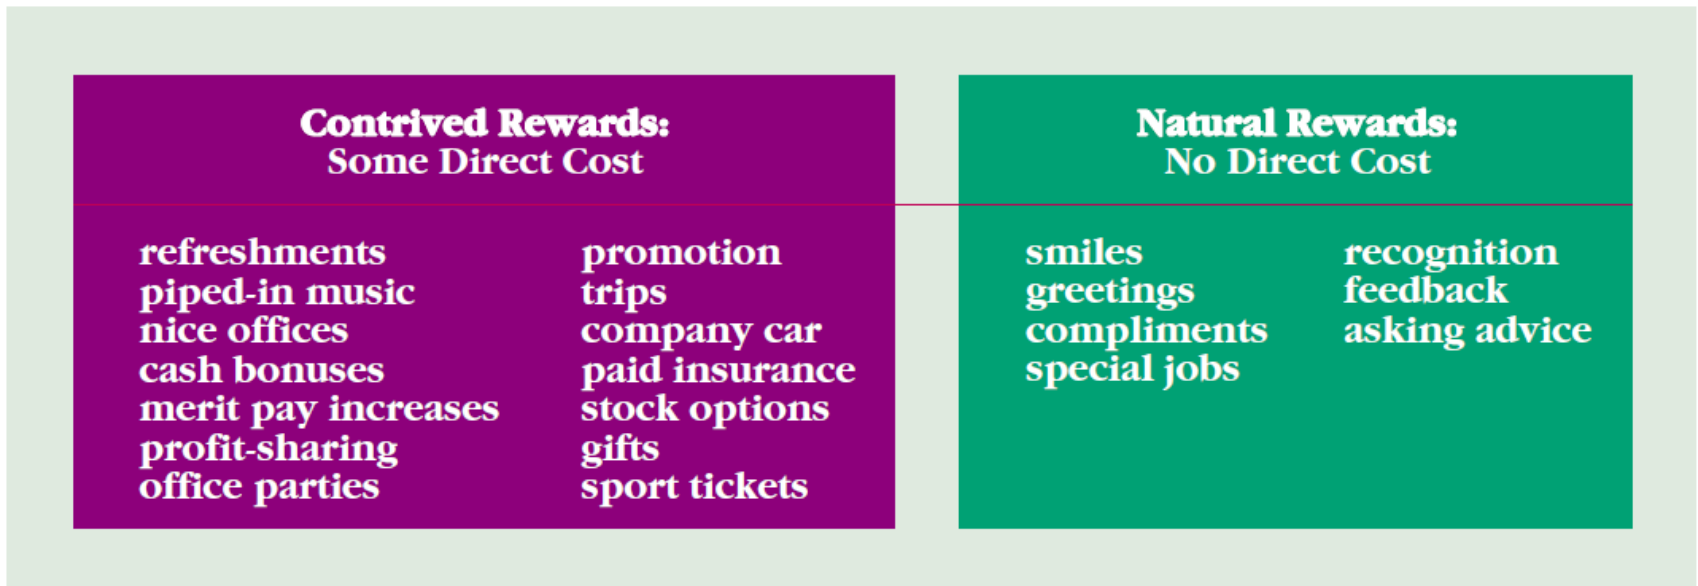 Contrived Rewards:
Some Direct Cost
refreshments
piped-in music
nice offices
cash bonuses
merit pay increases
profit-sharing
office parties
promotion
trips
company car
paid insurance
stock options
gifts
sport tickets
Natural Rewards:
No Direct Cost
smiles
greetings
compliments
special jobs
recognition
feedback
asking advice